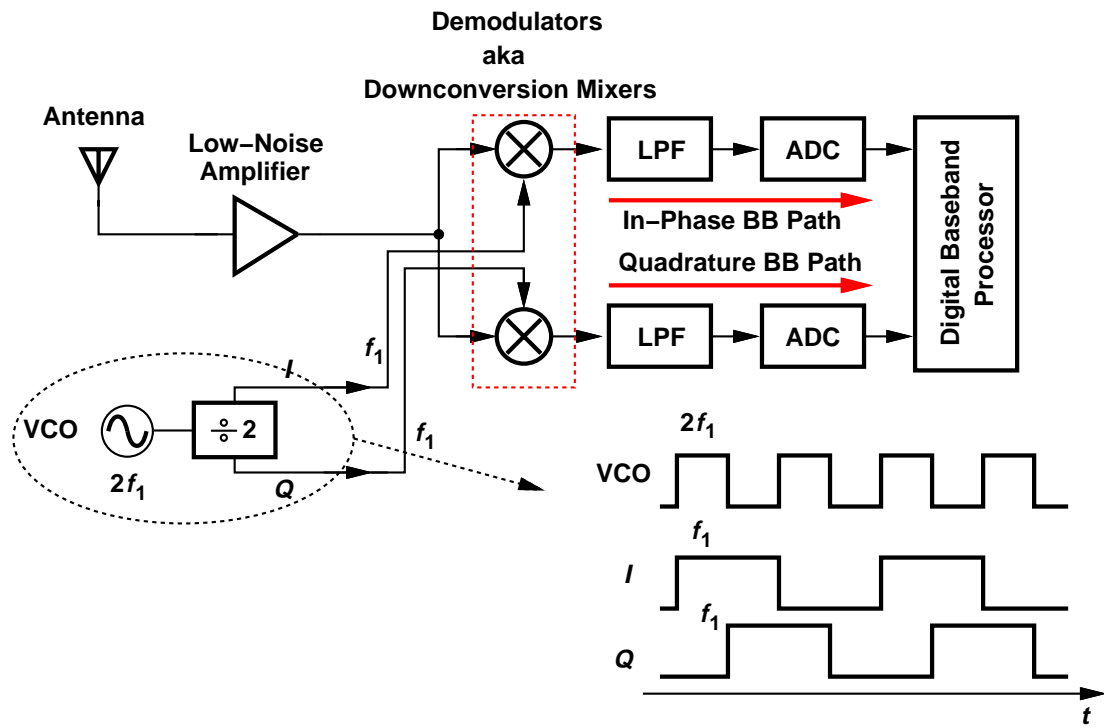 Demodulators
aka
Downconversion Mixers
Antenna
Low–Noise
Amplifier
LPF
ADC
In–Phase BB Path
Quadrature BB Path
LPF
ADC
Digital Baseband
Processor
f1
I
VCO
÷ 2
f1
2f1
Q
2f1
VCO
f1
I
f1
Q
t